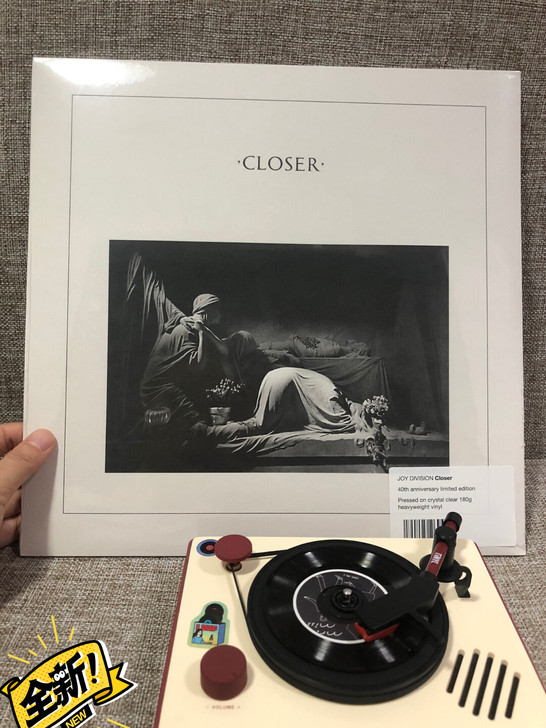 ·CLOSER·
JOY DIVISION Closer
40th anniversary limited edition
Pressed on crystal clear 180g
heavyweight vinyl
VOLUME
全新!
NEW